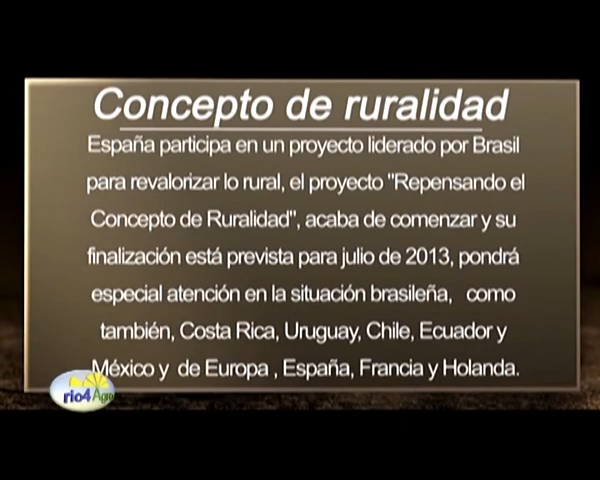 Concepto de ruralidad
España participa en un proyecto liderado por Brasil
para revalorizar lo rural, el proyecto "Repensando el
Concepto de Ruralidad", acaba de comenzar y su
finalización está prevista para julio de 2013, pondrá
especial atención en la situación brasileña, como
también, Costa Rica, Uruguay, Chile, Ecuador y
México y de Europa , España, Francia y Holanda.
rio4 Agro